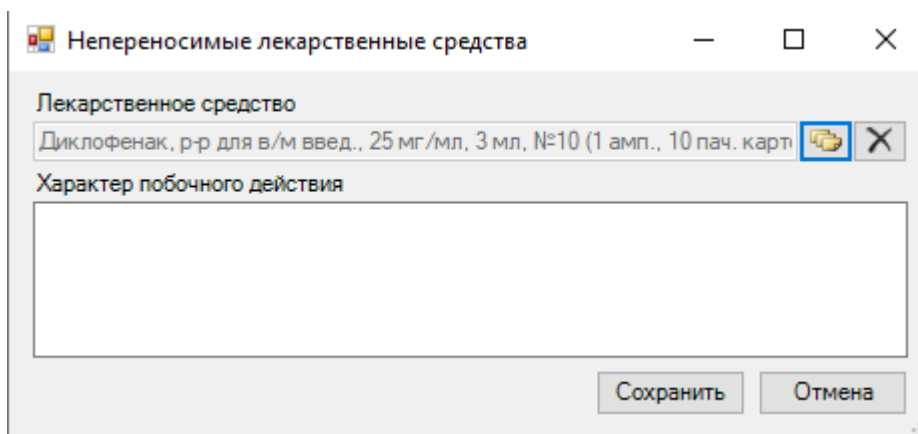 Непереносимые лекарственные средства
Лекарственное средство
Диклофенак, р-р для в/м введ., 25 мг/мл, 3 мл, №10 (1 амп., 10 пач. карт
Характер побочного действия
Сохранить Отмена